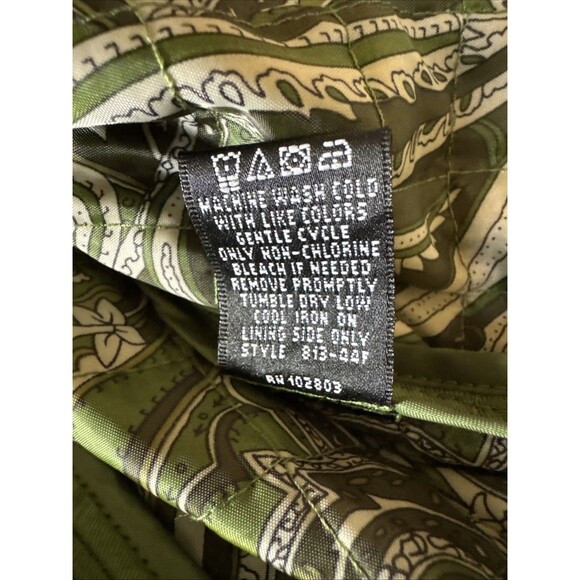 MACHINE WASH COLD
WITH LIKE COLORS
GENTLE CYCLE
ONLY NON-CHLORINE
BLEACH IF NEEDED
REMOVE PROMPTLY
TUMBLE DRY LOW
COOL IRON ON
LINING SIDE ONLY
STYLE 813-44F
RN 102803